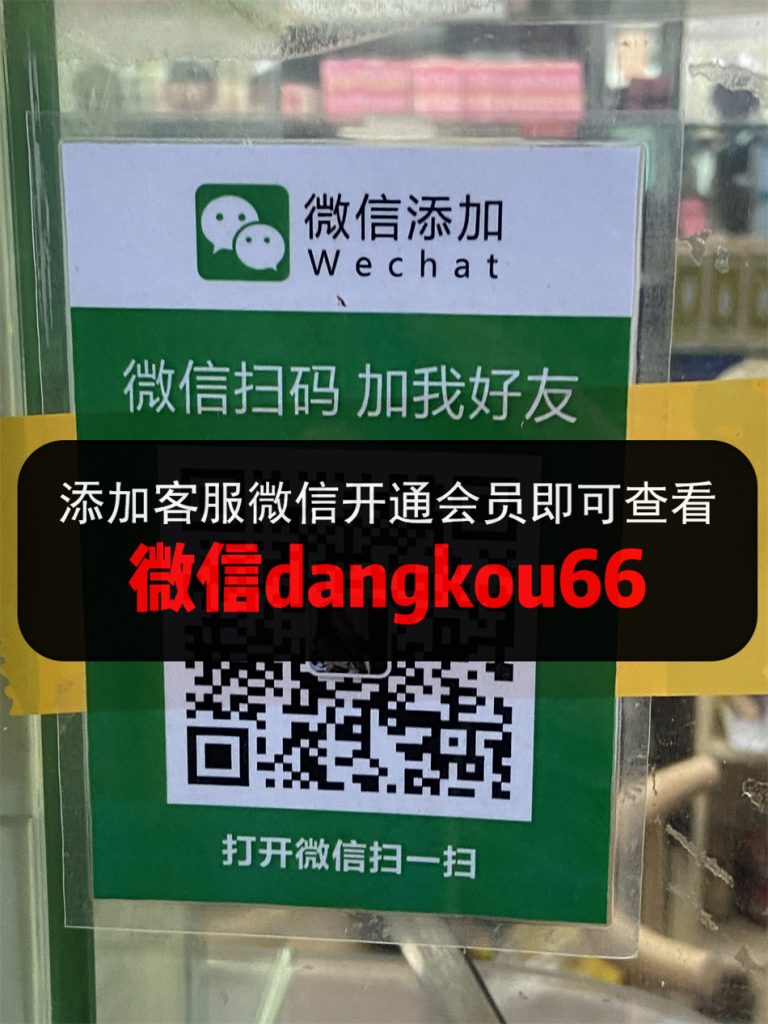 微信添加
Wechat
微信扫码 加我好友
添加客服微信开通会员即可查看
微信dangkou66
打开微信扫一扫